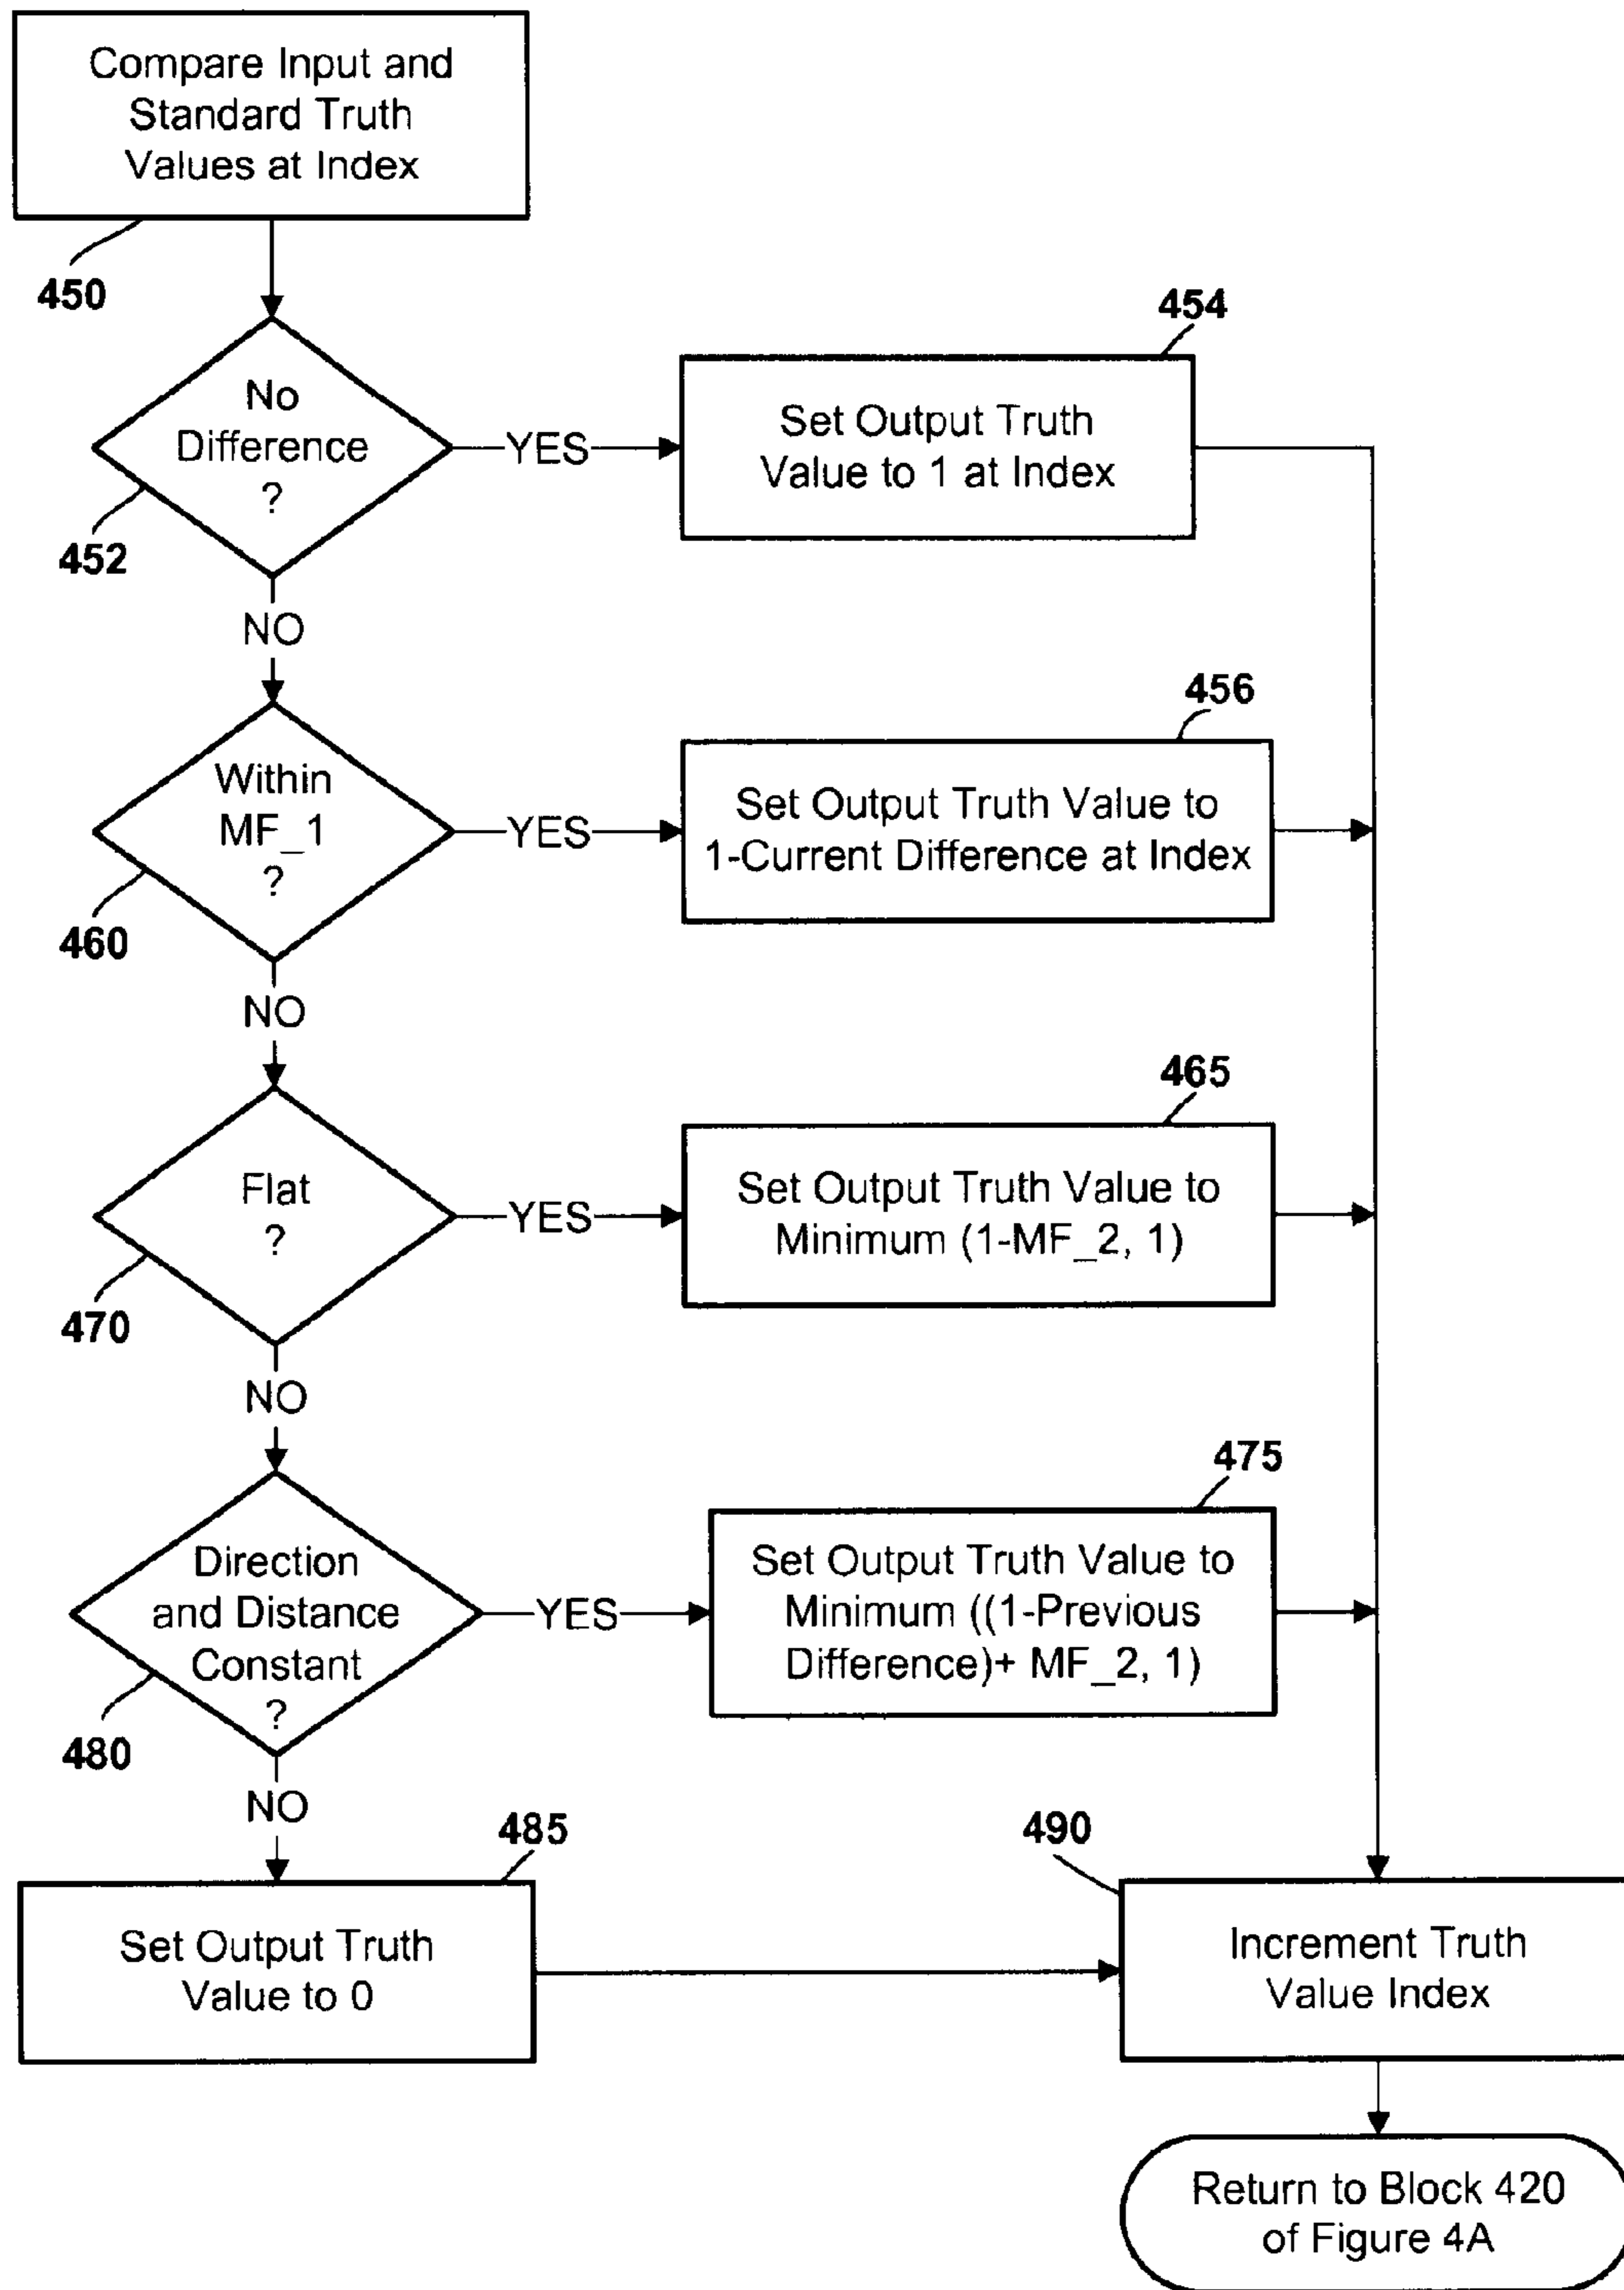 Compare Input and
Standard Truth
Values at Index
450
No
Difference
?
452
YES
454
Set Output Truth
Value to 1 at Index
NO
Within
MF_1
?
460
YES
456
Set Output Truth Value to
1-Current Difference at Index
NO
Flat
?
470
YES
465
Set Output Truth Value to
Minimum (1-MF_2, 1)
NO
Direction
and Distance
Constant
?
480
YES
475
Set Output Truth Value to
Minimum ((1-Previous
Difference)+ MF_2, 1)
NO
485
Set Output Truth
Value to 0
490
Increment Truth
Value Index
Return to Block 420
of Figure 4A